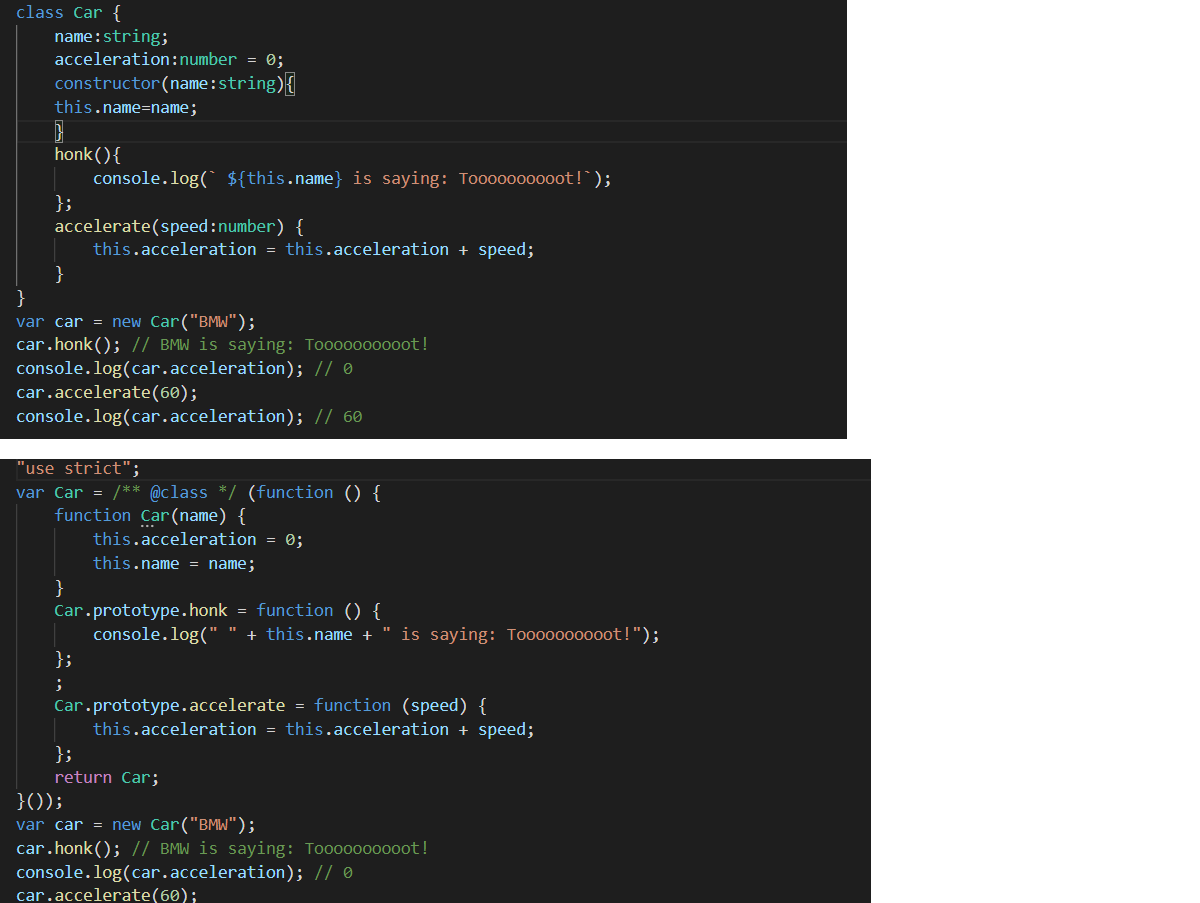 class Car {
    name:string;
    acceleration:number = 0;
    constructor(name:string){
    this.name=name;
    }
    honk(){
        console.log(` ${this.name} is saying: Toooooooooot!`);
    };
    accelerate(speed:number) {
        this.acceleration = this.acceleration + speed;
    }
}
var car = new Car("BMW");
car.honk(); // BMW is saying: Toooooooooot!
console.log(car.acceleration); // 0
car.accelerate(60);
console.log(car.acceleration); // 60
"use strict";
var Car = /** @class */ (function () {
    function Car(name) {
        this.acceleration = 0;
        this.name = name;
    }
    Car.prototype.honk = function () {
        console.log(" " + this.name + " is saying: Toooooooooot!");
    };
    ;
    Car.prototype.accelerate = function (speed) {
        this.acceleration = this.acceleration + speed;
    };
    return Car;
}());
var car = new Car("BMW");
car.honk(); // BMW is saying: Toooooooooot!
console.log(car.acceleration); // 0
car.accelerate(60);